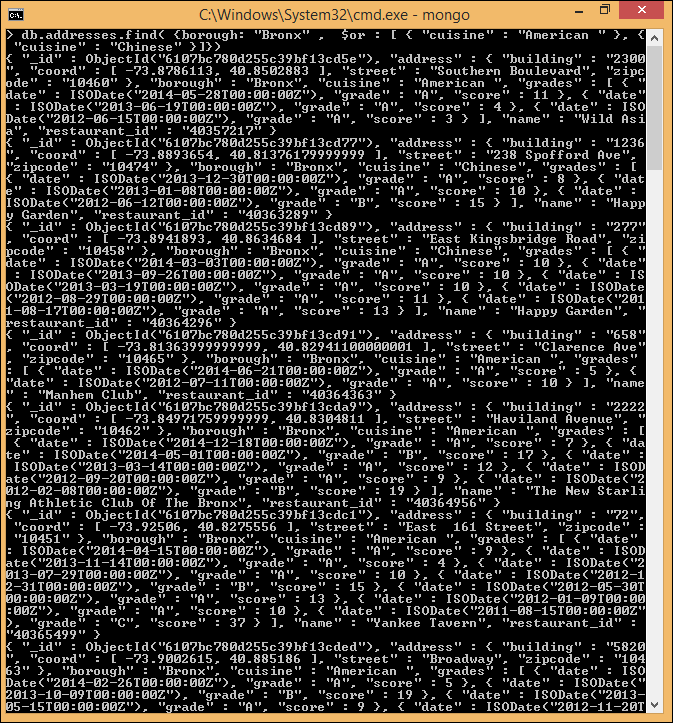 C:\Windows\System32\cmd.exe - mongo
> db.addresses.find( {borough: "Bronx" ,  $or : [ { "cuisine" : "American " }, {
 "cuisine" : "Chinese" }]})
{ "_id" : ObjectId("6107bc780d255c39bf13cd5e"), "address" : { "building" : "2300"
, "coord" : [ -73.8786113, 40.8502883 ], "street" : "Southern Boulevard", "zipc
ode" : "10460" }, "borough" : "Bronx", "cuisine" : "American ", "grades" : [ { "
date" : ISODate("2014-05-28T00:00:00Z"), "grade" : "A", "score" : 11 }, { "date"
 : ISODate("2013-06-19T00:00:00Z"), "grade" : "A", "score" : 4 }, { "date" : ISO
Date("2012-06-15T00:00:00Z"), "grade" : "A", "score" : 3 } ], "name" : "Wild Asi
a", "restaurant_id" : "40357217" }
{ "_id" : ObjectId("6107bc780d255c39bf13cd77"), "address" : { "building" : "1236"
, "coord" : [ -73.8893654, 40.81376179999999 ], "street" : "238 Spofford Ave", "
zipcode" : "10474" }, "borough" : "Bronx", "cuisine" : "Chinese", "grades" : [ {
 "date" : ISODate("2013-12-30T00:00:00Z"), "grade" : "A", "score" : 8 }, { "dat
e" : ISODate("2013-01-08T00:00:00Z"), "grade" : "A", "score" : 10 }, { "date" :
ISODate("2012-06-12T00:00:00Z"), "grade" : "B", "score" : 15 } ], "name" : "Happ
y Garden", "restaurant_id" : "40363289" }
{ "_id" : ObjectId("6107bc780d255c39bf13cd89"), "address" : { "building" : "277"
, "coord" : [ -73.8941893, 40.8634684 ], "street" : "East Kingsbridge Road", "zi
pcode" : "10458" }, "borough" : "Bronx", "cuisine" : "Chinese", "grades" : [ { "
date" : ISODate("2014-03-03T00:00:00Z"), "grade" : "A", "score" : 10 }, { "date"
 : ISODate("2013-09-26T00:00:00Z"), "grade" : "A", "score" : 10 }, { "date" : IS
ODate("2013-03-19T00:00:00Z"), "grade" : "A", "score" : 10 }, { "date" : ISODate
("2012-08-29T00:00:00Z"), "grade" : "A", "score" : 11 }, { "date" : ISODate("201
1-08-17T00:00:00Z"), "grade" : "A", "score" : 13 } ], "name" : "Happy Garden", "
restaurant_id" : "40364296" }
{ "_id" : ObjectId("6107bc780d255c39bf13cd91"), "address" : { "building" : "658"
, "coord" : [ -73.81363999999999, 40.82941100000001 ], "street" : "Clarence Ave"
, "zipcode" : "10465" }, "borough" : "Bronx", "cuisine" : "American ", "grades"
: [ { "date" : ISODate("2014-06-21T00:00:00Z"), "grade" : "A", "score" : 5 }, {
"date" : ISODate("2012-07-11T00:00:00Z"), "grade" : "A", "score" : 10 } ], "name
" : "Manhem Club", "restaurant_id" : "40364363" }
{ "_id" : ObjectId("6107bc780d255c39bf13cda9"), "address" : { "building" : "2222
", "coord" : [ -73.84971759999999, 40.8304811 ], "street" : "Haviland Avenue", "
zipcode" : "10462" }, "borough" : "Bronx", "cuisine" : "American ", "grades" : [
 { "date" : ISODate("2014-12-18T00:00:00Z"), "grade" : "A", "score" : 7 }, { "da
te" : ISODate("2014-05-01T00:00:00Z"), "grade" : "B", "score" : 17 }, { "date"
: ISODate("2013-03-14T00:00:00Z"), "grade" : "A", "score" : 12 }, { "date" : ISODa
te("2012-09-20T00:00:00Z"), "grade" : "A", "score" : 9 }, { "date" : ISODate("2
012-02-08T00:00:00Z"), "grade" : "B", "score" : 19 } ], "name" : "The New Starli
ng Athletic Club Of The Bronx", "restaurant_id" : "40364956" }
{ "_id" : ObjectId("6107bc780d255c39bf13cdc1"), "address" : { "building" : "72",
 "coord" : [ -73.92506, 40.8275556 ], "street" : "East  161 Street", "zipcode" :
 "10451" }, "borough" : "Bronx", "cuisine" : "American ", "grades" : [ { "date"
: ISODate("2014-04-15T00:00:00Z"), "grade" : "A", "score" : 9 }, { "date" : ISOD
ate("2013-11-14T00:00:00Z"), "grade" : "A", "score" : 4 }, { "date" : ISODate("2
013-07-29T00:00:00Z"), "grade" : "A", "score" : 10 }, { "date" : ISODate("2012-1
2-31T00:00:00Z"), "grade" : "B", "score" : 15 }, { "date" : ISODate("2012-05-30T
00:00:00Z"), "grade" : "A", "score" : 13 }, { "date" : ISODate("2012-01-09T00:00
:00Z"), "grade" : "A", "score" : 10 }, { "date" : ISODate("2011-08-15T00:00:00Z"
), "grade" : "C", "score" : 37 } ], "name" : "Yankee Tavern", "restaurant_id" :
"40365499" }
{ "_id" : ObjectId("6107bc780d255c39bf13cded"), "address" : { "building" : "5820
", "coord" : [ -73.9002615, 40.885186 ], "street" : "Broadway", "zipcode" : "104
63" }, "borough" : "Bronx", "cuisine" : "American ", "grades" : [ { "date" : ISO
Date("2014-02-26T00:00:00Z"), "grade" : "A", "score" : 5 }, { "date" : ISODate("
2013-10-09T00:00:00Z"), "grade" : "B", "score" : 19 }, { "date" : ISODate("2013-
05-15T00:00:00Z"), "grade" : "A", "score" : 9 }, { "date" : ISODate("2012-11-20T